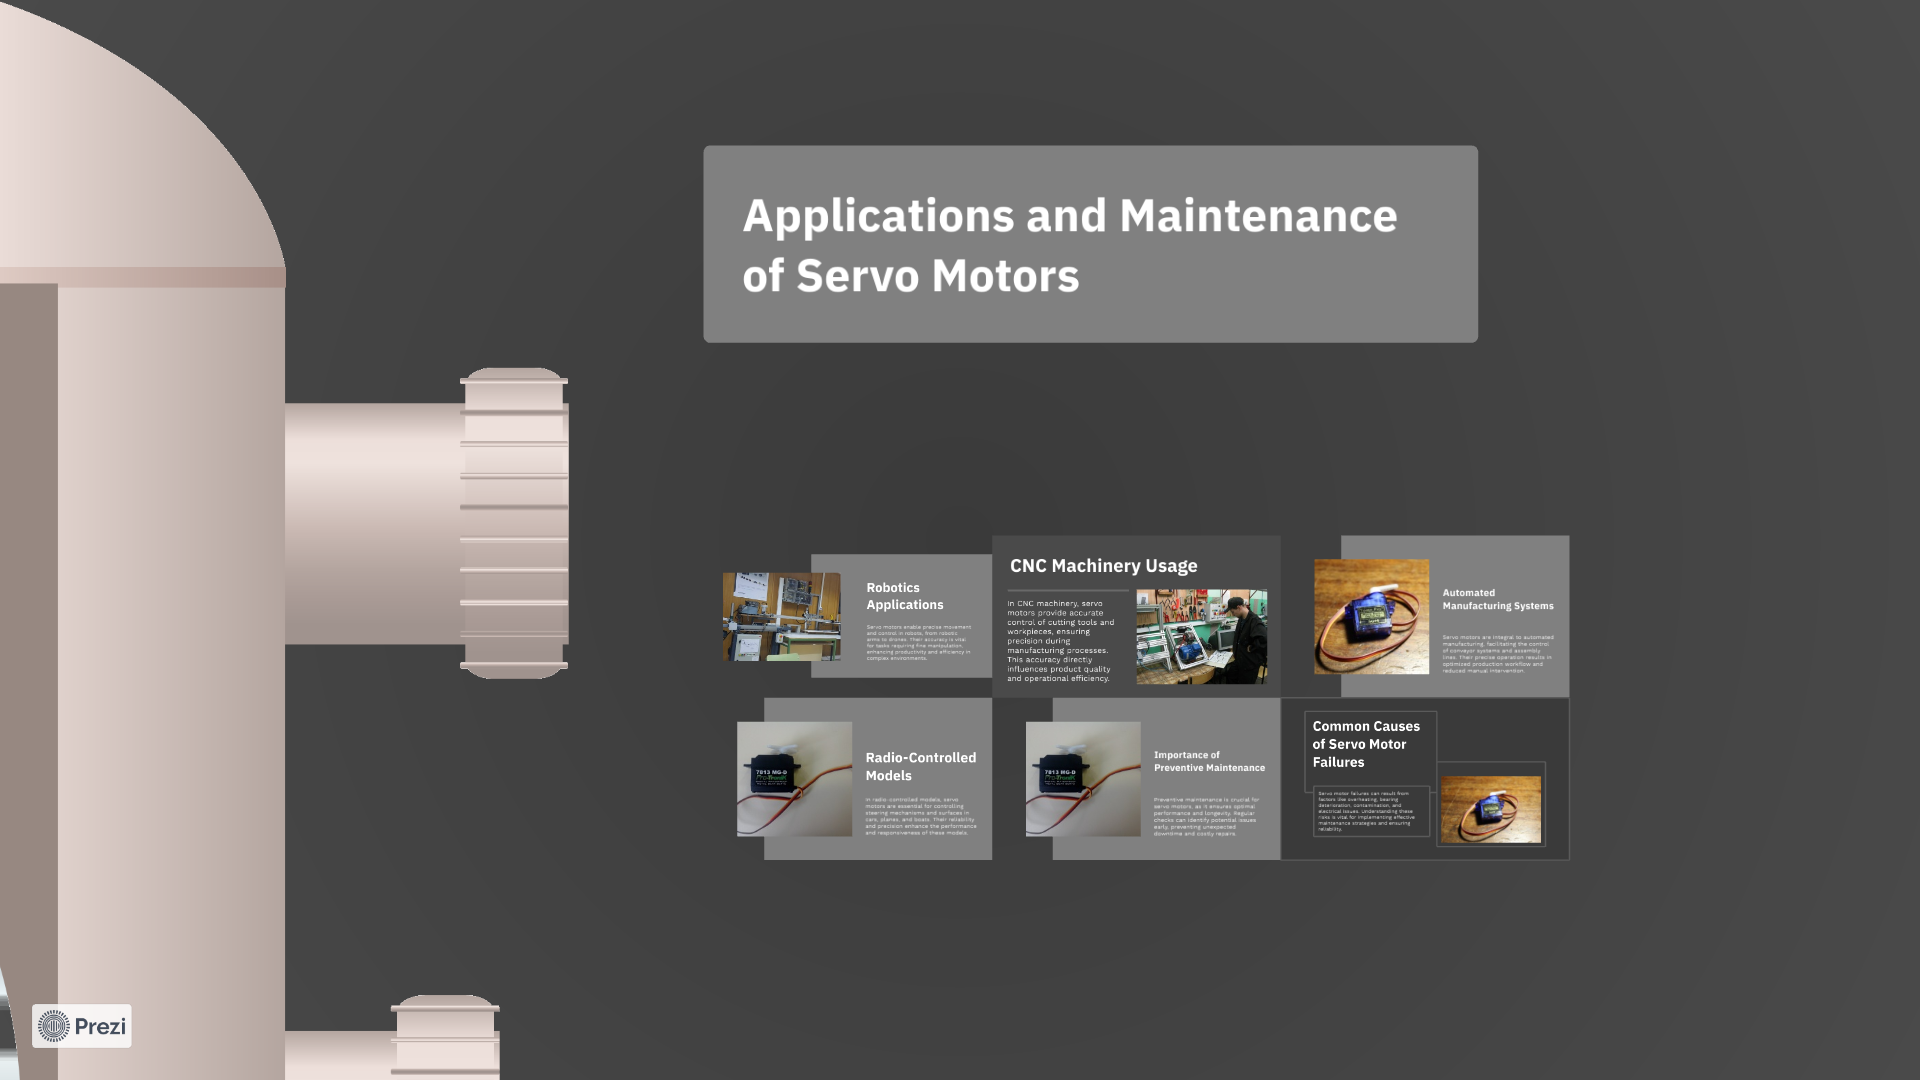 Applications and Maintenance
of Servo Motors
Robotics
Applications
Servo motors enable precise movement
and control in robots, from robotic
arms to drones. Their accuracy is vital
for tasks requiring fine manipulation,
enhancing productivity and efficiency in
complex environments.
CNC Machinery Usage
In CNC machinery, servo
motors provide accurate
control of cutting tools and
workpieces, ensuring
precision during
manufacturing processes.
This accuracy directly
influences product quality
and operational efficiency.
Automated
Manufacturing Systems
Servo motors are integral to automated
manufacturing, facilitating the control
of conveyor systems and assembly
lines. Their precise operation results in
optimized production workflow and
reduced manual intervention.
7813 MG-D
Pro-Tronik
Radio-Controlled
Models
In radio-controlled models, servo
motors are essential for controlling
steering mechanisms and surfaces in
cars, planes, and boats. Their reliability
and precision enhance the performance
and responsiveness of these models.
7813 MG-D
Pro-Tronik
Importance of
Preventive Maintenance
Preventive maintenance is crucial for
servo motors, as it ensures optimal
performance and longevity. Regular
checks can identify potential issues
early, preventing unexpected
downtime and costly repairs.
Common Causes
of Servo Motor
Failures
Servo motor failures can result from
factors like overheating, bearing
deterioration, contamination, and
electrical issues. Understanding these
risks is vital for implementing effective
maintenance strategies and ensuring
reliability.
Prezi